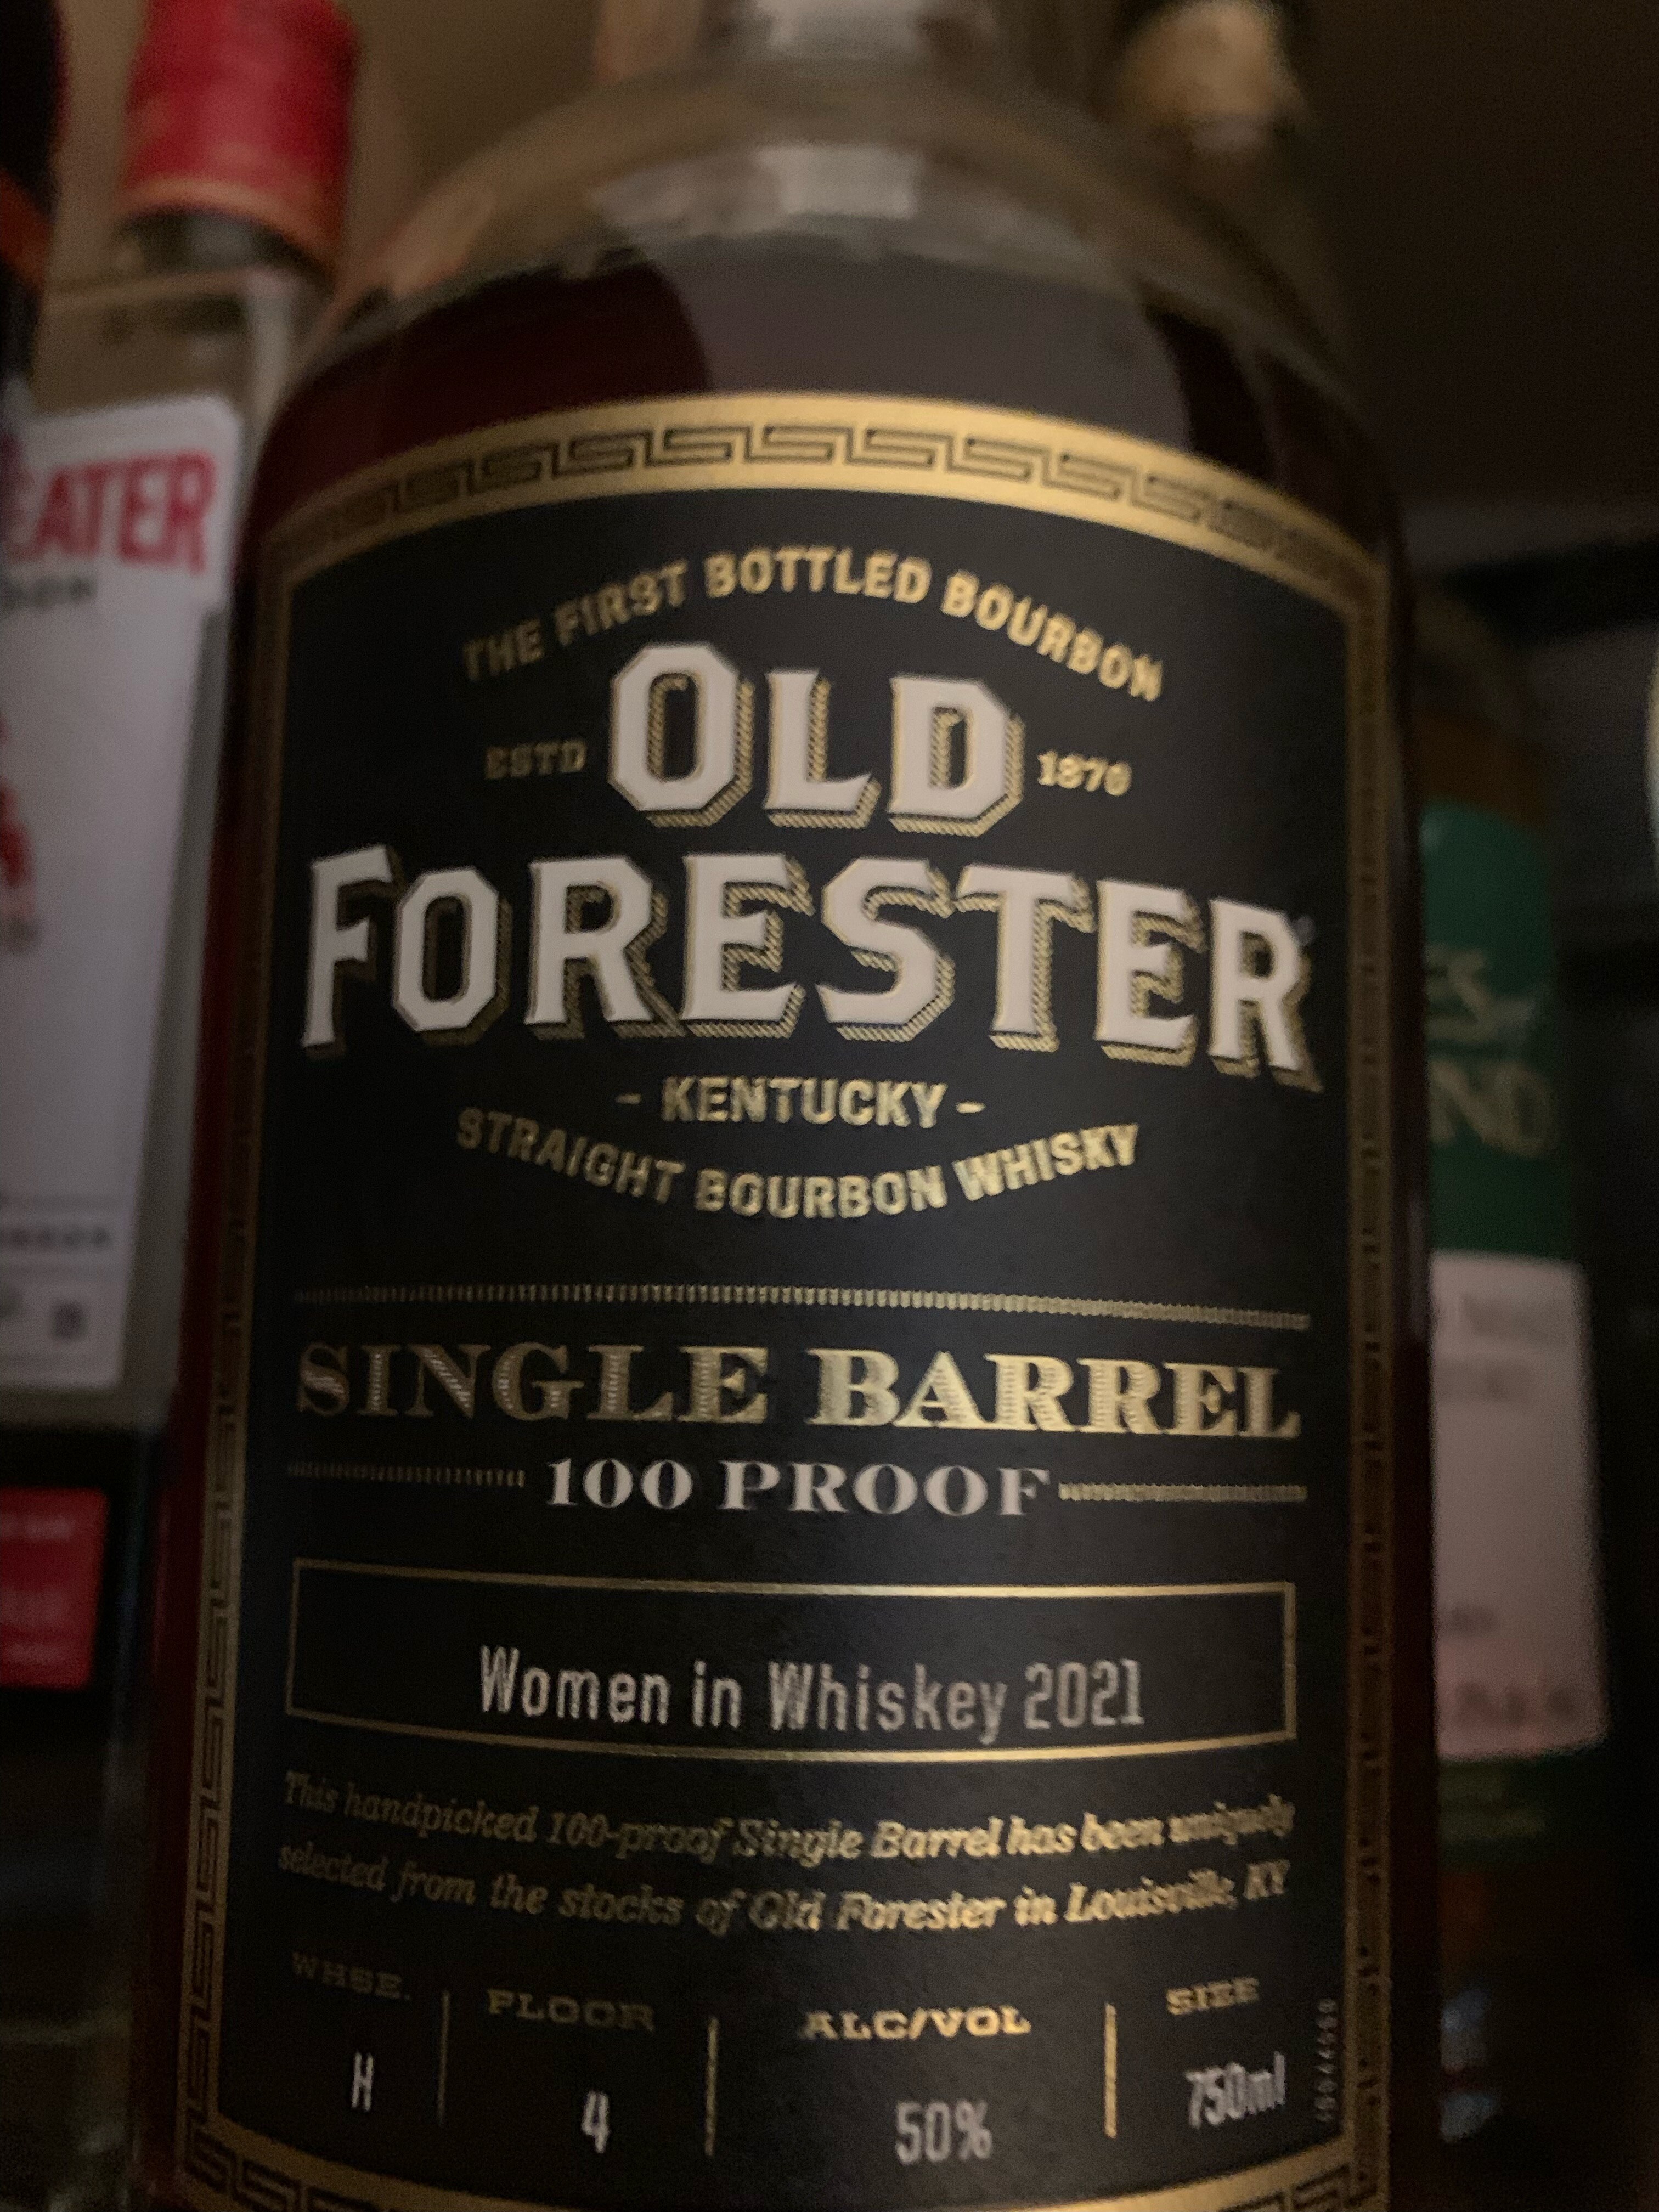 THE FIRST BOTTLED BOURBON
ESTD OLD 1870
FORESTER
- KENTUCKY -
STRAIGHT BOURBON WHISKY
SINGLE BARREL
100 PROOF
Women in Whiskey 2021
This handpicked 100-proof Single Barrel has been uniquely
selected from the stocks of Old Forester in Louisville, KY
WHSE. FLOOR ALC/VOL SIZE
H 4 50% 750ml
EATER